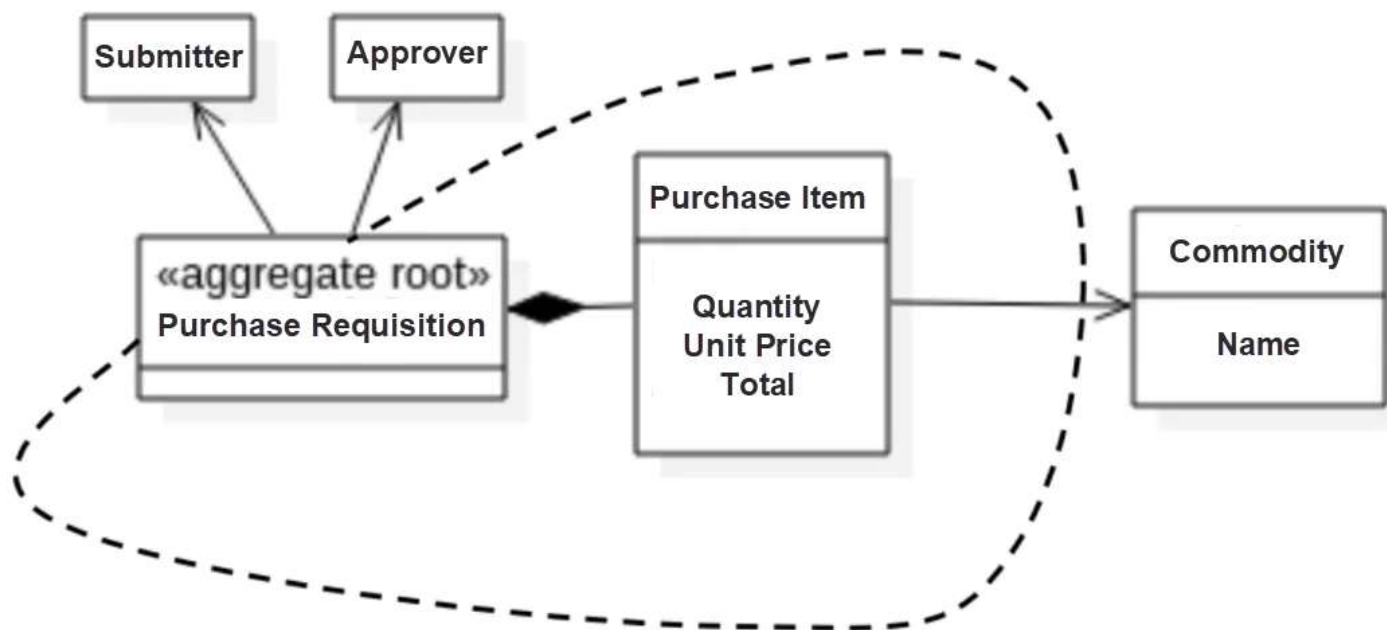 Submitter
Approver
«aggregate root»
Purchase Requisition
Purchase Item
Quantity
Unit Price
Total
Commodity
Name